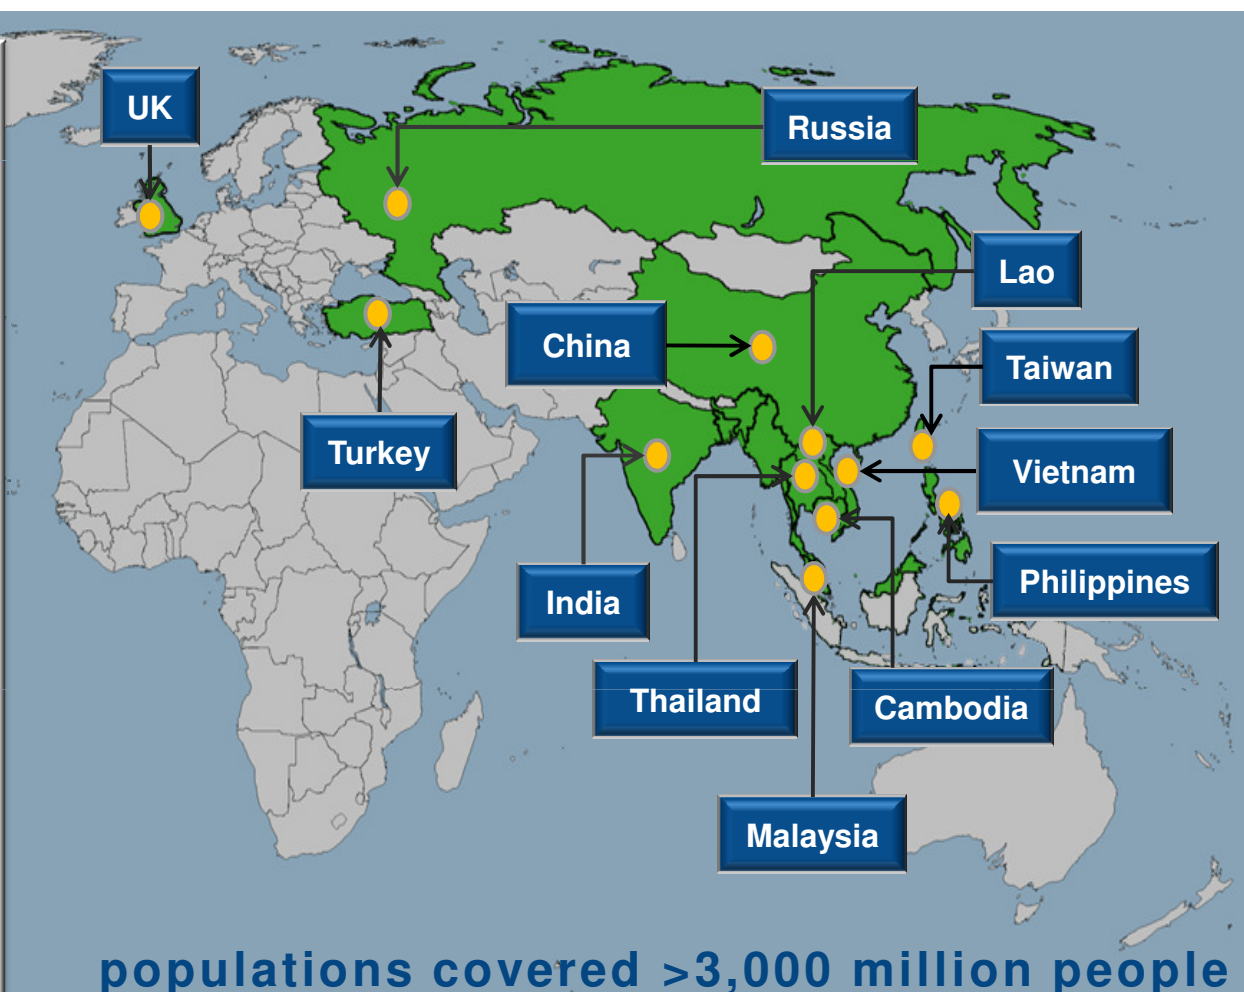 UK
Russia
Lao
China
Taiwan
Turkey
Vietnam
India
Philippines
Thailand
Cambodia
Malaysia
populations covered >3,000 million people